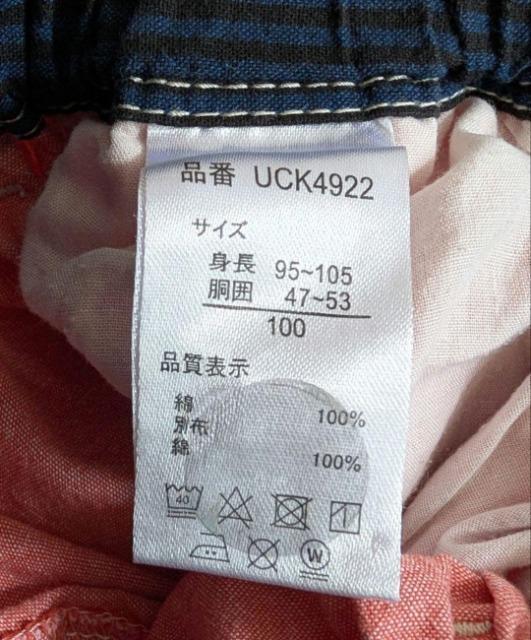 品番 UCK4922
サイズ
身長 95~105
胴囲 47~53
100
品質表示
綿 100%
別布
綿 100%
40
W